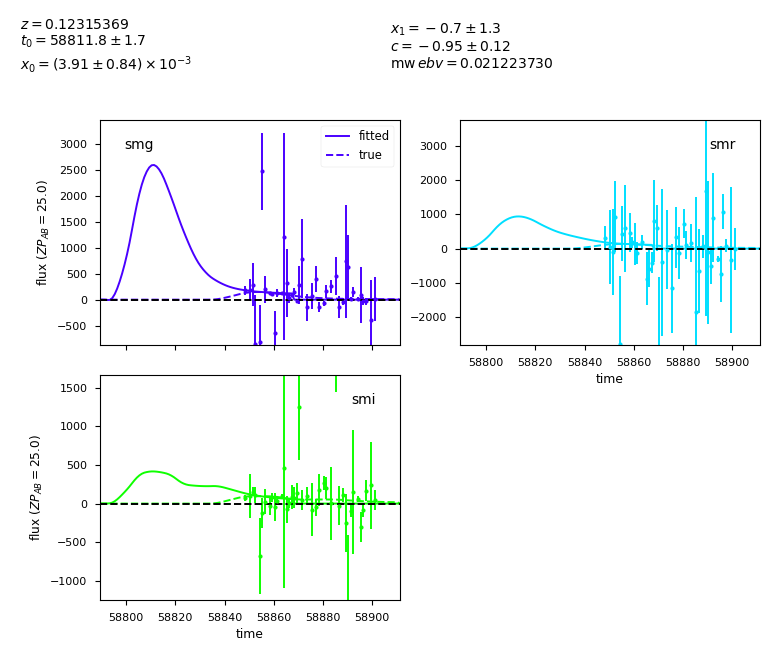 z = 0.12315369
t₀ = 58811.8 ± 1.7
x₀ = (3.91 ± 0.84) × 10⁻³
x₁ = −0.7 ± 1.3
c = −0.95 ± 0.12
mw ebv = 0.021223730
smg
fitted
true
3000
2500
2000
1500
1000
500
0
−500
flux (ZP_AB = 25.0)
smr
3000
2000
1000
0
−1000
−2000
58800 58820 58840 58860 58880 58900
time
smi
1500
1000
500
0
−500
−1000
flux (ZP_AB = 25.0)
58800 58820 58840 58860 58880 58900
time